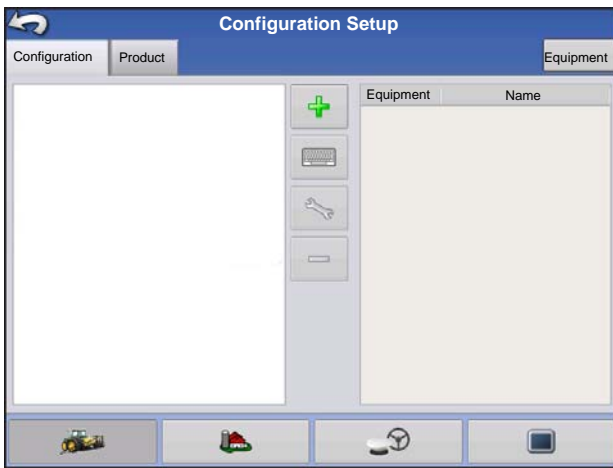 Configuration Setup
Configuration Product Equipment
Equipment Name